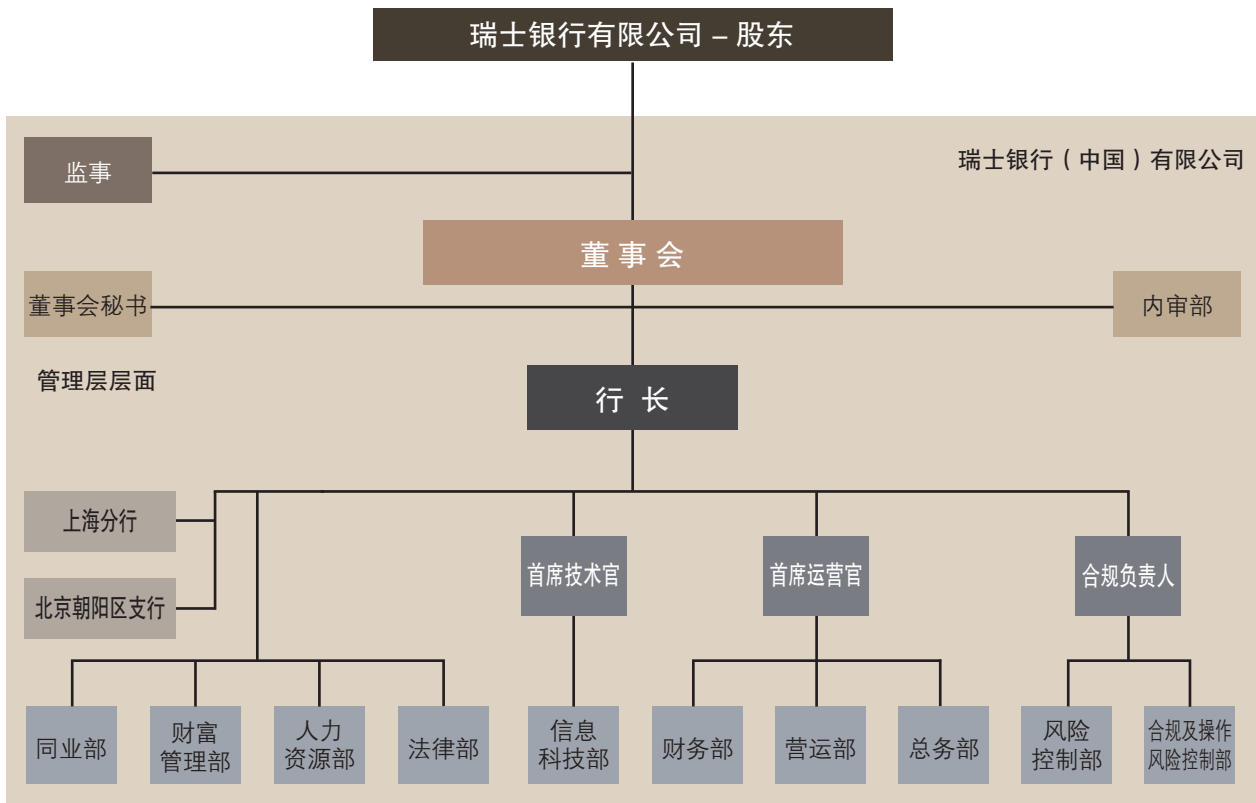 瑞士银行有限公司 – 股东
监事
瑞士银行（中国）有限公司
董事会
董事会秘书
内审部
管理层层面
行 长
上海分行
北京朝阳区支行
首席技术官
首席运营官
合规负责人
同业部
财富
管理部
人力
资源部
法律部
信息
科技部
财务部
营运部
总务部
风险
控制部
合规及操作
风险控制部